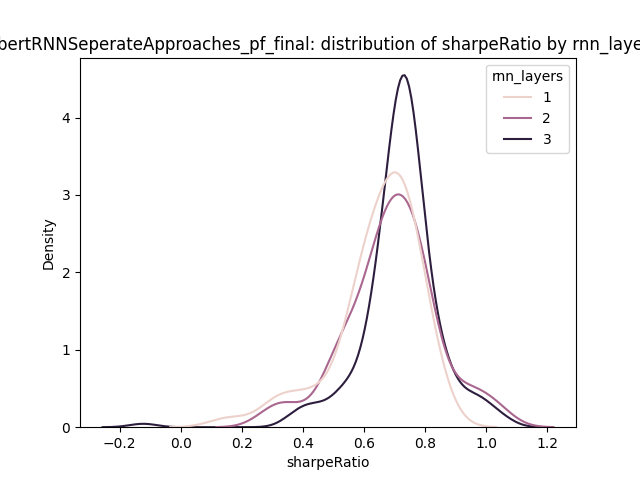 bertRNNSeperateApproaches_pf_final: distribution of sharpeRatio by rnn_laye
rnn_layers
1
2
3
4
3
2
1
0
Density
−0.2 0.0 0.2 0.4 0.6 0.8 1.0 1.2
sharpeRatio